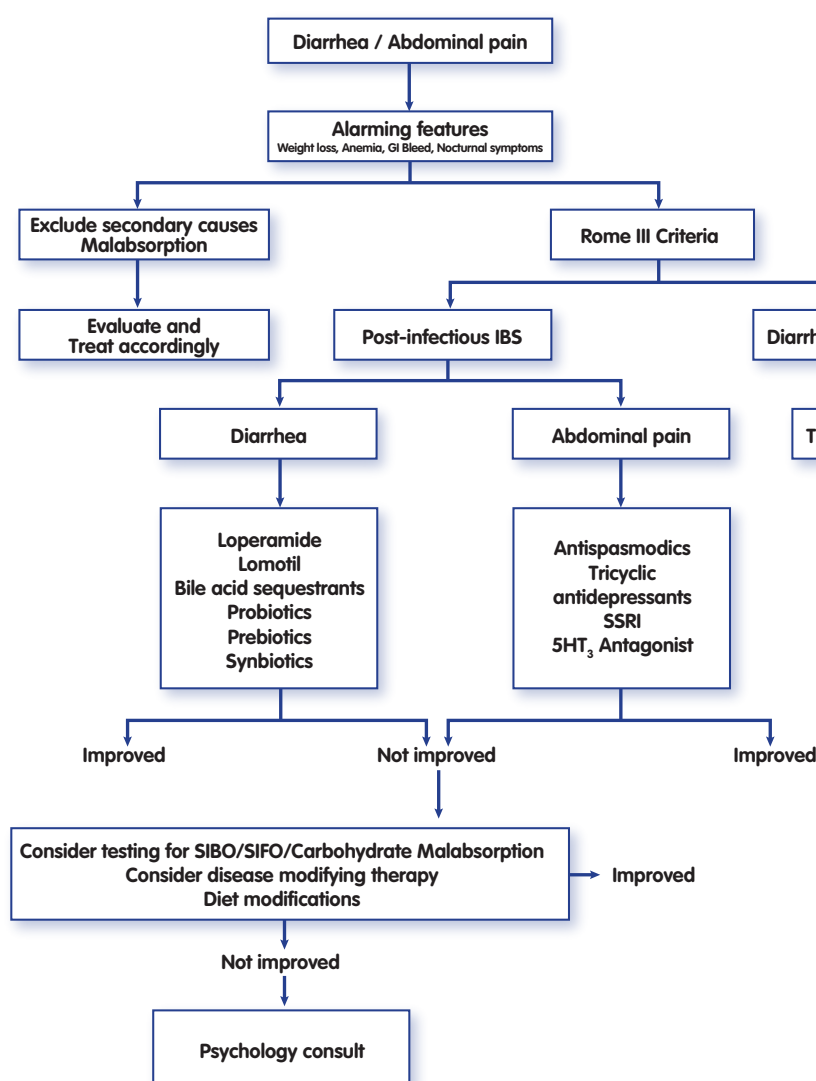 Diarrhea / Abdominal pain
Alarming features
Weight loss, Anemia, GI Bleed, Nocturnal symptoms
Exclude secondary causes
Malabsorption
Rome III Criteria
Evaluate and
Treat accordingly
Post-infectious IBS
Diarrh
Diarrhea
Abdominal pain
T
Loperamide
Lomotil
Bile acid sequestrants
Probiotics
Prebiotics
Synbiotics
Antispasmodics
Tricyclic
antidepressants
SSRI
5HT₃ Antagonist
Improved
Not improved
Improved
Consider testing for SIBO/SIFO/Carbohydrate Malabsorption
Consider disease modifying therapy
Diet modifications
Improved
Not improved
Psychology consult